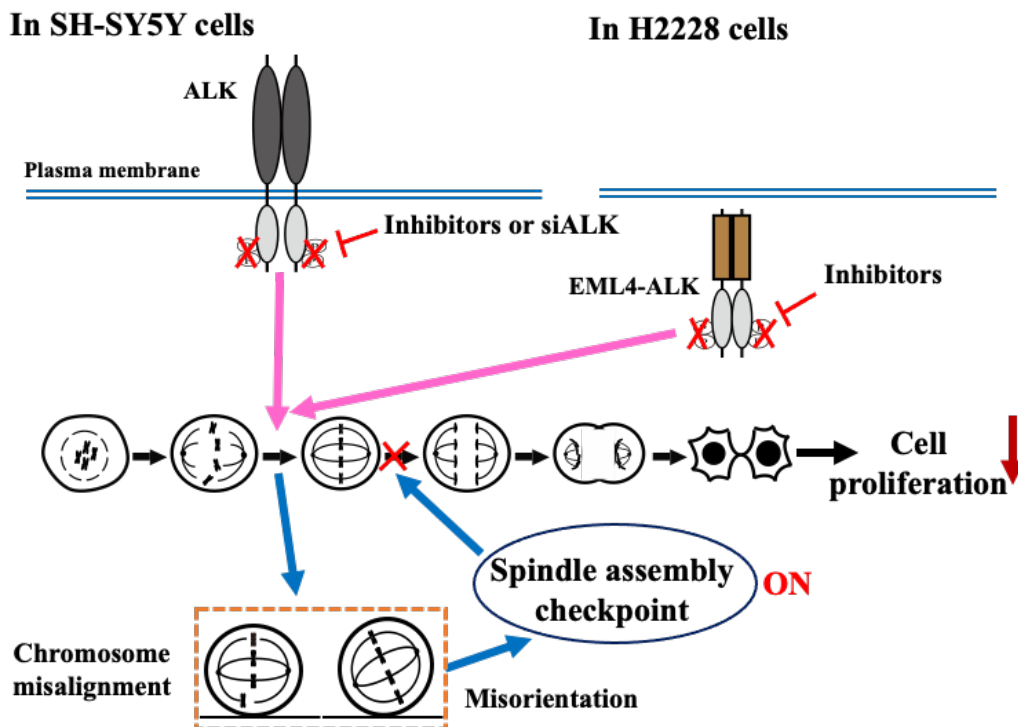 In SH-SY5Y cells
In H2228 cells
ALK
Plasma membrane
Inhibitors or siALK
EML4-ALK
Inhibitors
Cell
proliferation
Spindle assembly
checkpoint
ON
Chromosome
misalignment
Misorientation